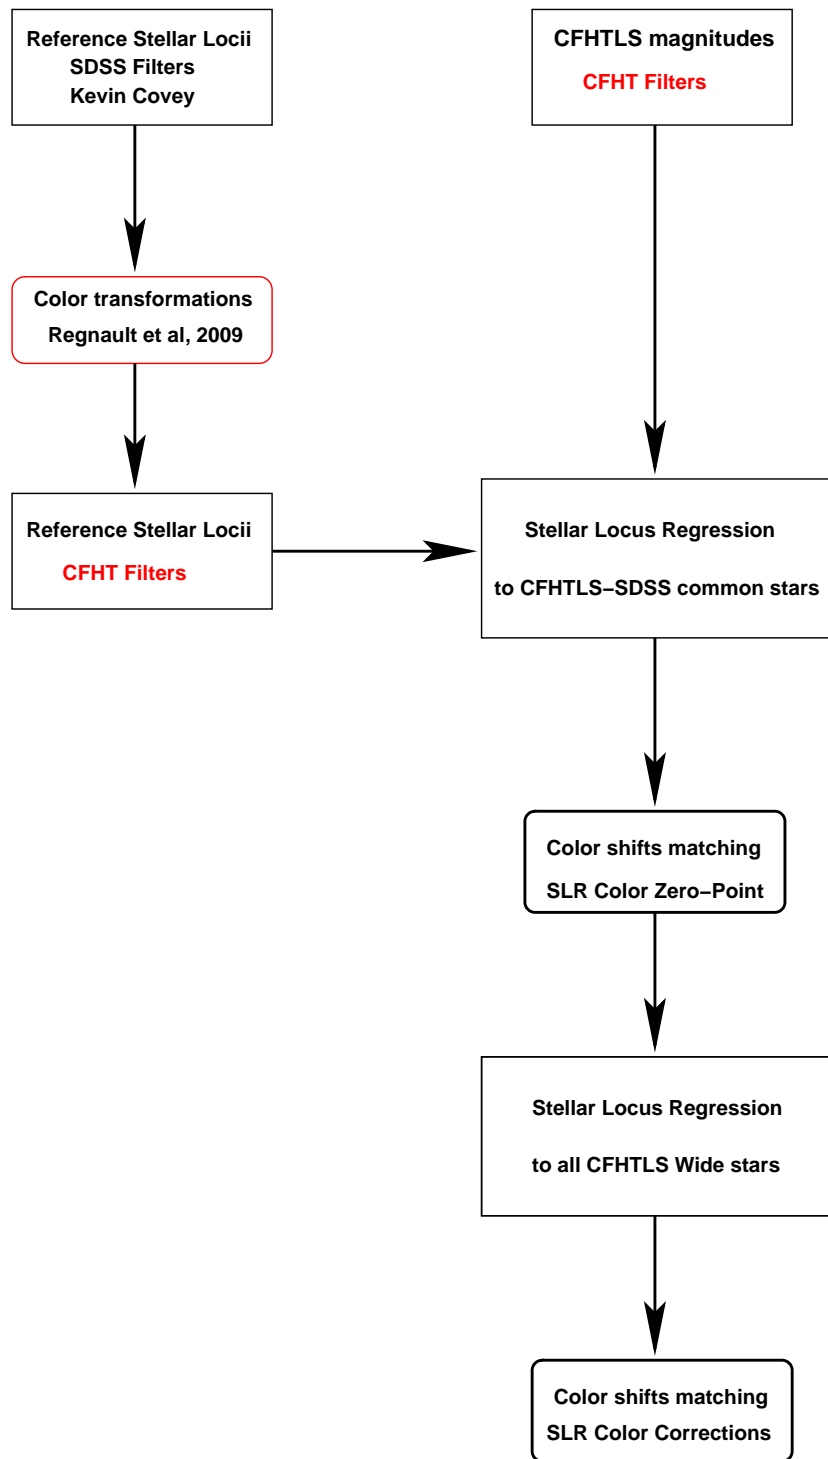 Reference Stellar Locii
SDSS Filters
Kevin Covey
CFHTLS magnitudes
CFHT Filters
Color transformations
Regnault et al, 2009
Reference Stellar Locii
CFHT Filters
Stellar Locus Regression
to CFHTLS−SDSS common stars
Color shifts matching
SLR Color Zero−Point
Stellar Locus Regression
to all CFHTLS Wide stars
Color shifts matching
SLR Color Corrections